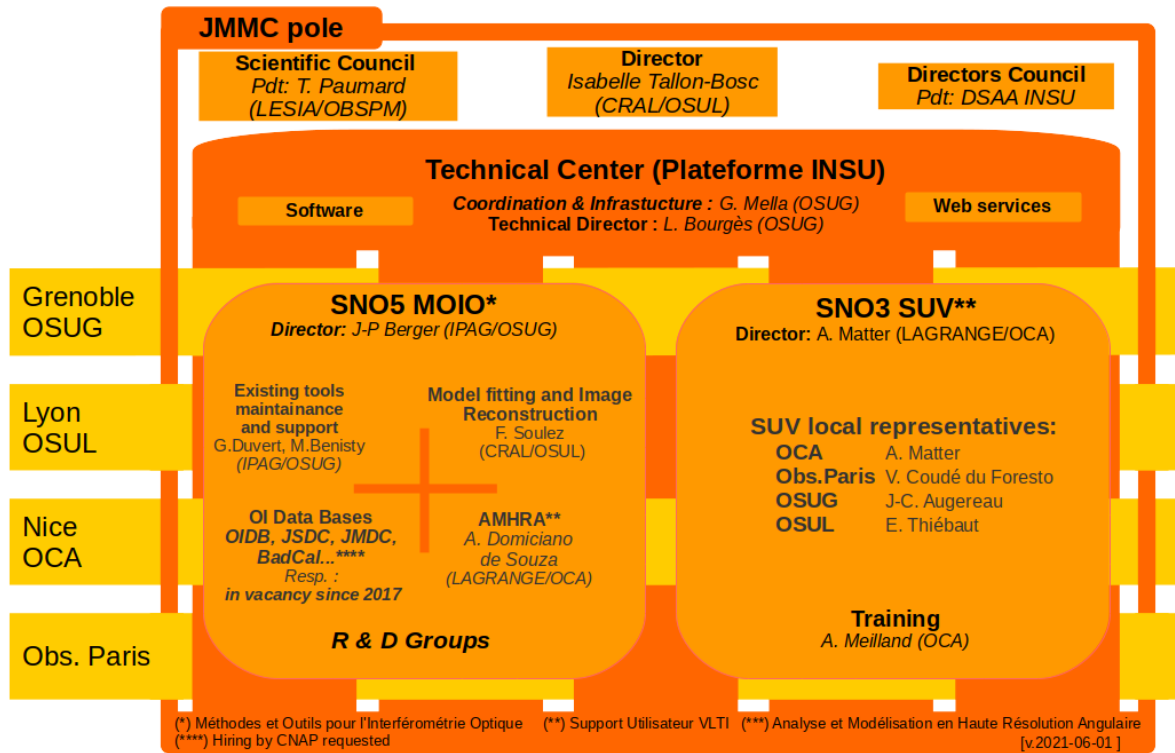 JMMC pole
Scientific Council
Pdt: T. Paumard
(LESIA/OBSPM)
Director
Isabelle Tallon-Bosc
(CRAL/OSUL)
Directors Council
Pdt: DSAA INSU
Technical Center (Plateforme INSU)
Software
Coordination & Infrastucture : G. Mella (OSUG)
Technical Director : L. Bourgès (OSUG)
Web services
Grenoble
OSUG
Lyon
OSUL
Nice
OCA
Obs. Paris
SNO5 MOIO*
Director: J-P Berger (IPAG/OSUG)
Existing tools
maintainance
and support
G.Duvert, M.Benisty
(IPAG/OSUG)
Model fitting and Image
Reconstruction
F. Soulez
(CRAL/OSUL)
OI Data Bases
OIDB, JSDC, JMDC,
BadCal...****
Resp. :
in vacancy since 2017
AMHRA**
A. Domiciano
de Souza
(LAGRANGE/OCA)
R & D Groups
SNO3 SUV**
Director: A. Matter (LAGRANGE/OCA)
SUV local representatives:
OCA A. Matter
Obs.Paris V. Coudé du Foresto
OSUG J-C. Augereau
OSUL E. Thiébaut
Training
A. Meilland (OCA)
(*) Méthodes et Outils pour l'Interférométrie Optique (**) Support Utilisateur VLTI (***) Analyse et Modélisation en Haute Résolution Angulaire
(****) Hiring by CNAP requested
[v.2021-06-01 ]